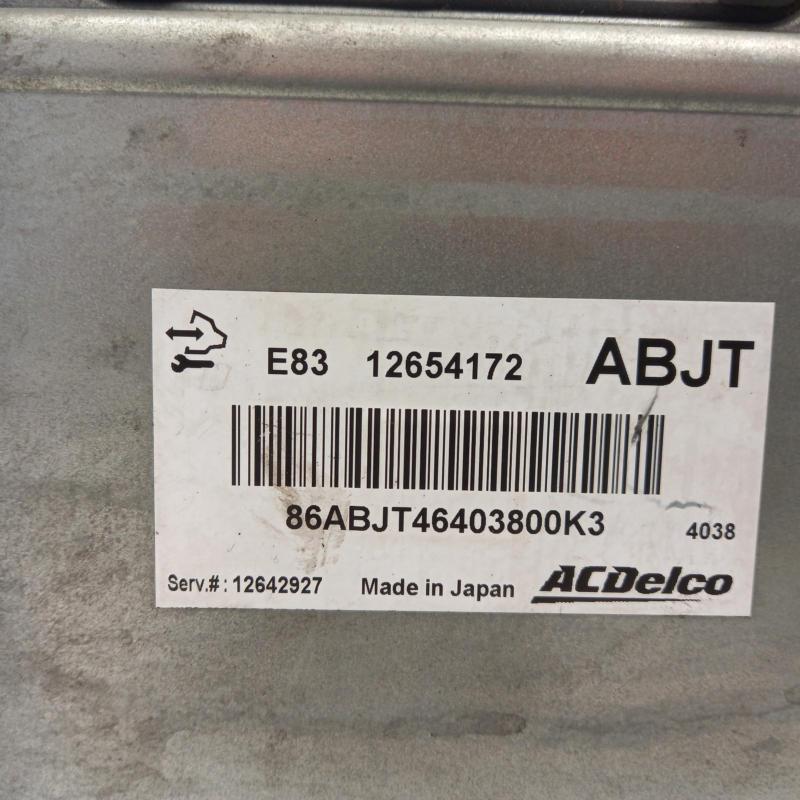 E83 12654172 ABJT
86ABJT46403800K3 4038
Serv.#: 12642927 Made in Japan ACDelco